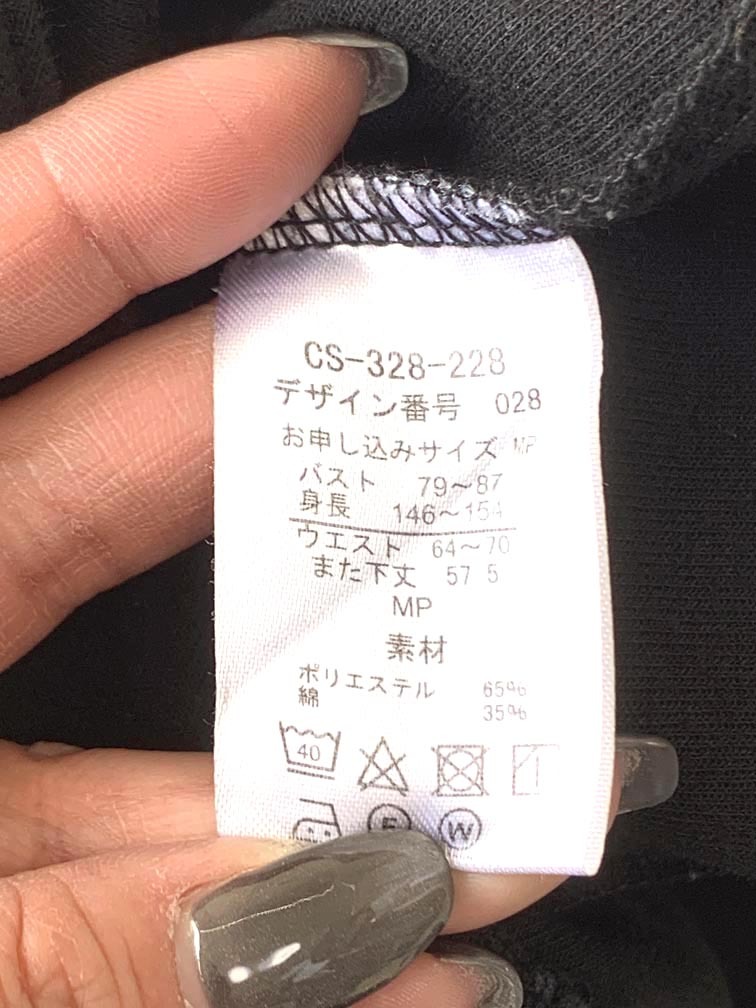 CS-328-228
デザイン番号 028
お申し込みサイズ MP
バスト 79～87
身長 146～154
ウエスト 64～70
また下丈 57 5
MP
素材
ポリエステル 65%
綿 35%
40
W